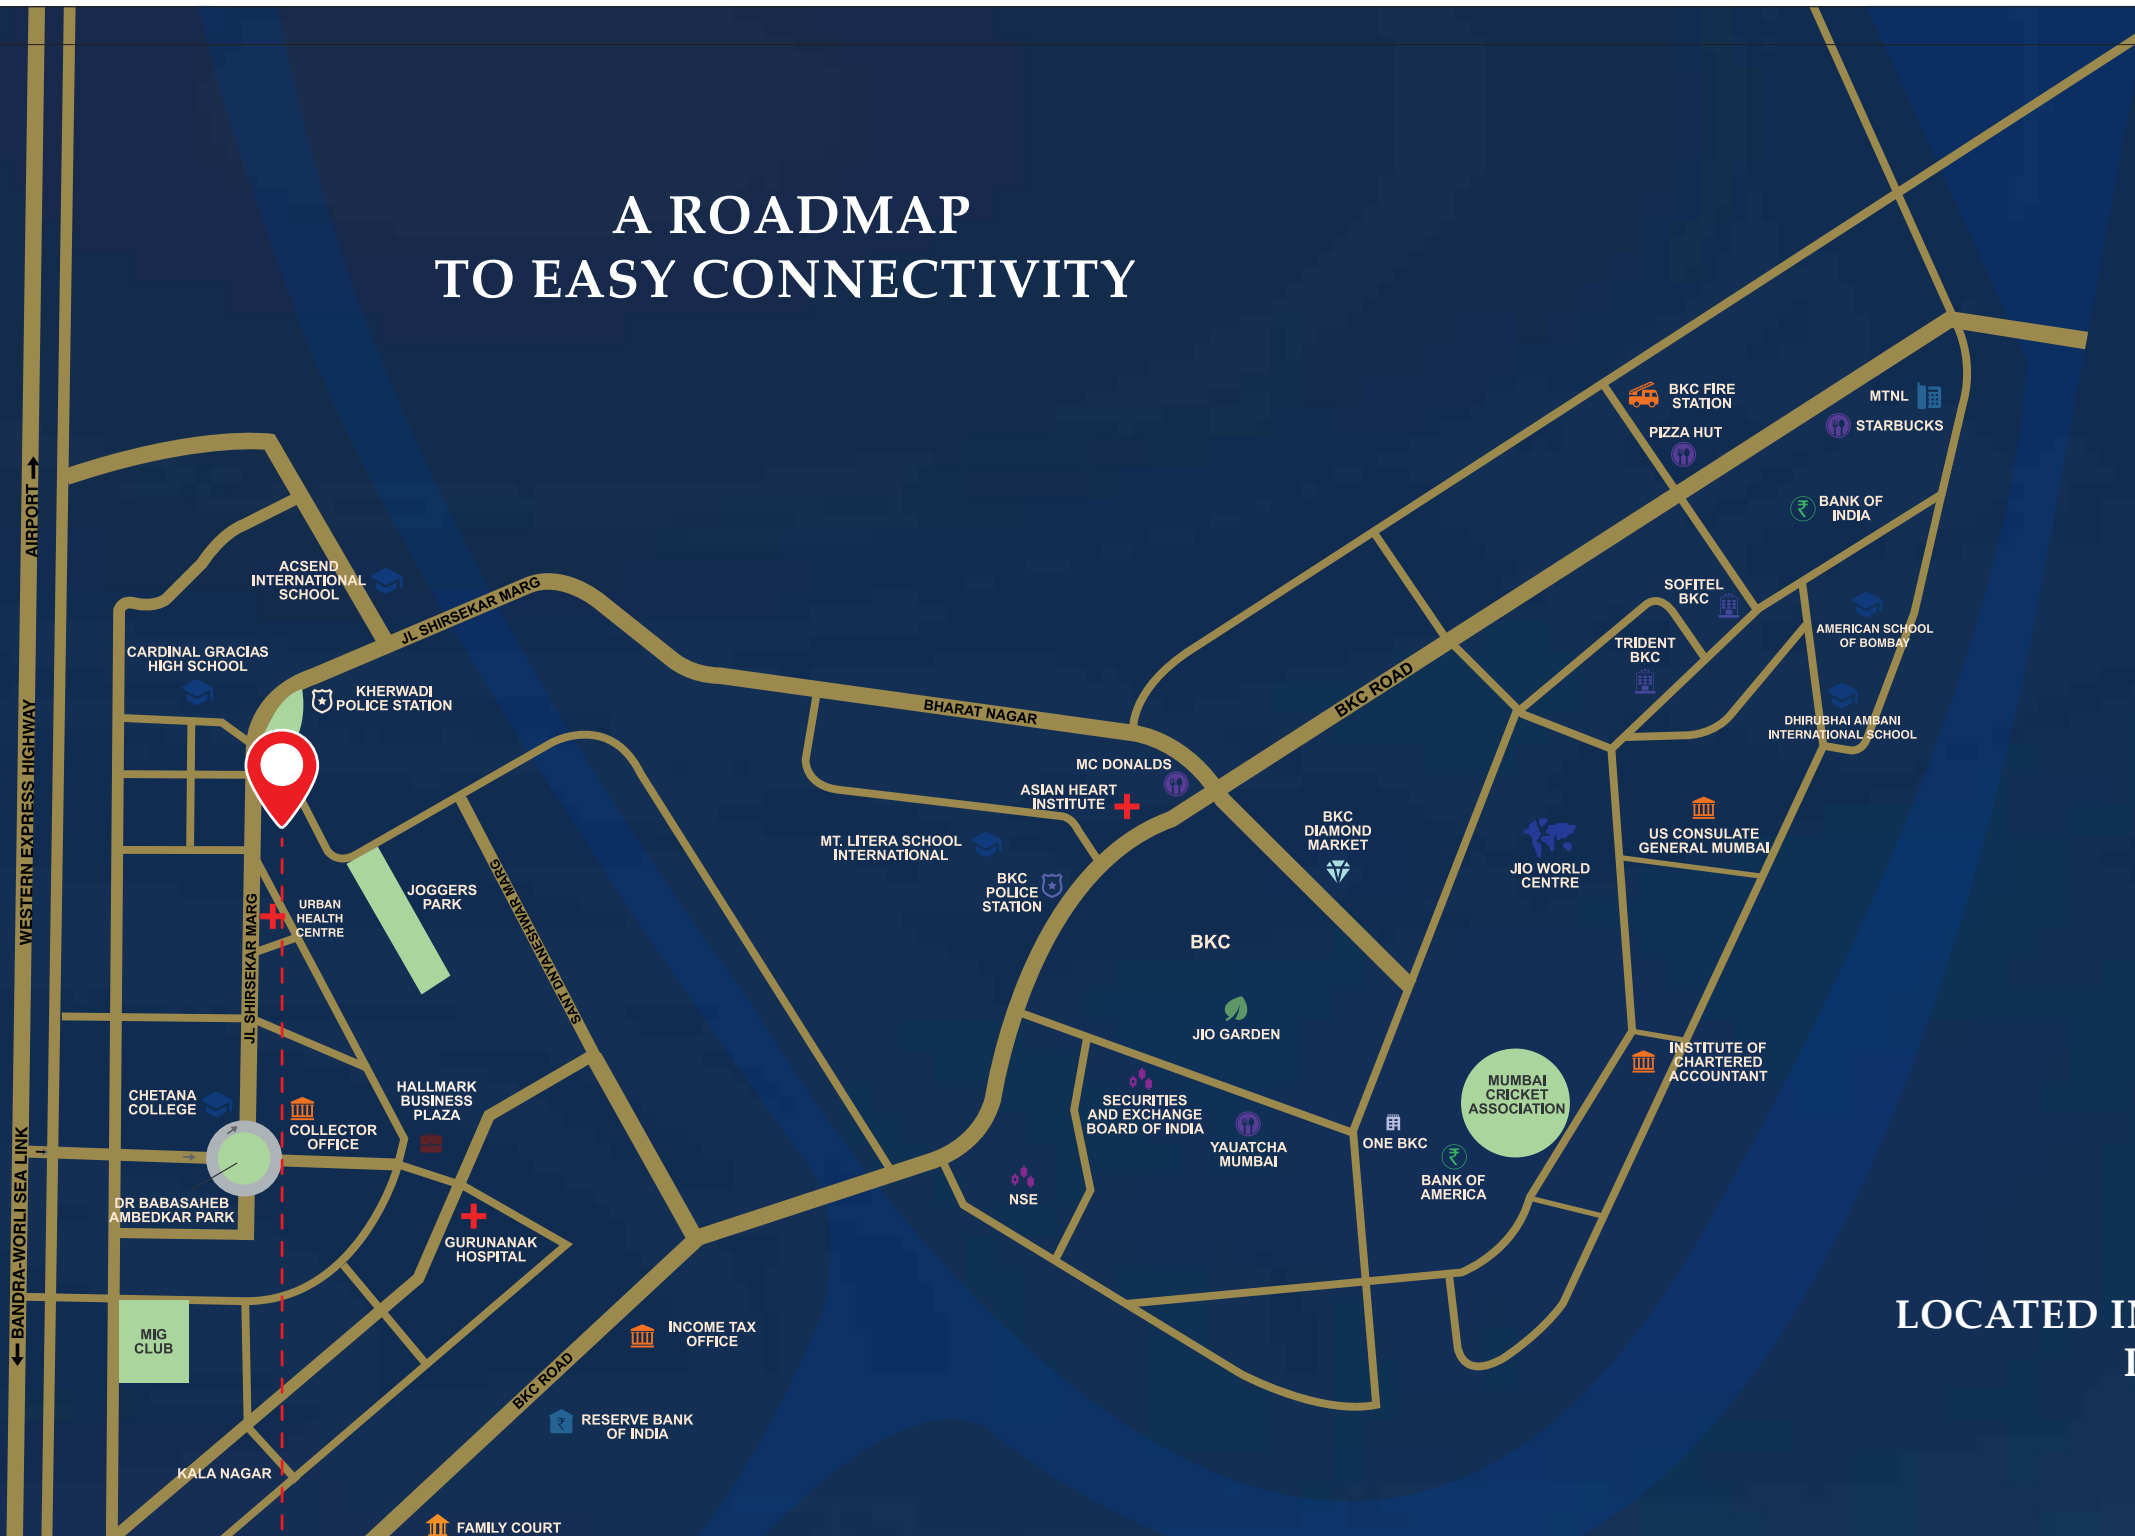 A ROADMAP
TO EASY CONNECTIVITY
BKC FIRE
STATION
MTNL
STARBUCKS
PIZZA HUT
BANK OF
INDIA
AIRPORT
ACSEND
INTERNATIONAL
SCHOOL
JL SHIRSEKAR MARG
SOFITEL
BKC
TRIDENT
BKC
AMERICAN SCHOOL
OF BOMBAY
CARDINAL GRACIAS
HIGH SCHOOL
KHERWADI
POLICE STATION
BHARAT NAGAR
BKC ROAD
DHIRUBHAI AMBANI
INTERNATIONAL SCHOOL
WESTERN EXPRESS HIGHWAY
MC DONALDS
ASIAN HEART
INSTITUTE
MT. LITERA SCHOOL
INTERNATIONAL
BKC
POLICE
STATION
BKC
DIAMOND
MARKET
JIO WORLD
CENTRE
US CONSULATE
GENERAL MUMBAI
JOGGERS
PARK
SANT DNYANESHWAR MARG
URBAN
HEALTH
CENTRE
JL SHIRSEKAR MARG
BKC
JIO GARDEN
INSTITUTE OF
CHARTERED
ACCOUNTANT
MUMBAI
CRICKET
ASSOCIATION
CHETANA
COLLEGE
HALLMARK
BUSINESS
PLAZA
COLLECTOR
OFFICE
SECURITIES
AND EXCHANGE
BOARD OF INDIA
YAUATCHA
MUMBAI
ONE BKC
BANK OF
AMERICA
NSE
DR BABASAHEB
AMBEDKAR PARK
GURUNANAK
HOSPITAL
BANDRA-WORLI SEA LINK
MIG
CLUB
INCOME TAX
OFFICE
BKC ROAD
RESERVE BANK
OF INDIA
KALA NAGAR
FAMILY COURT
LOCATED